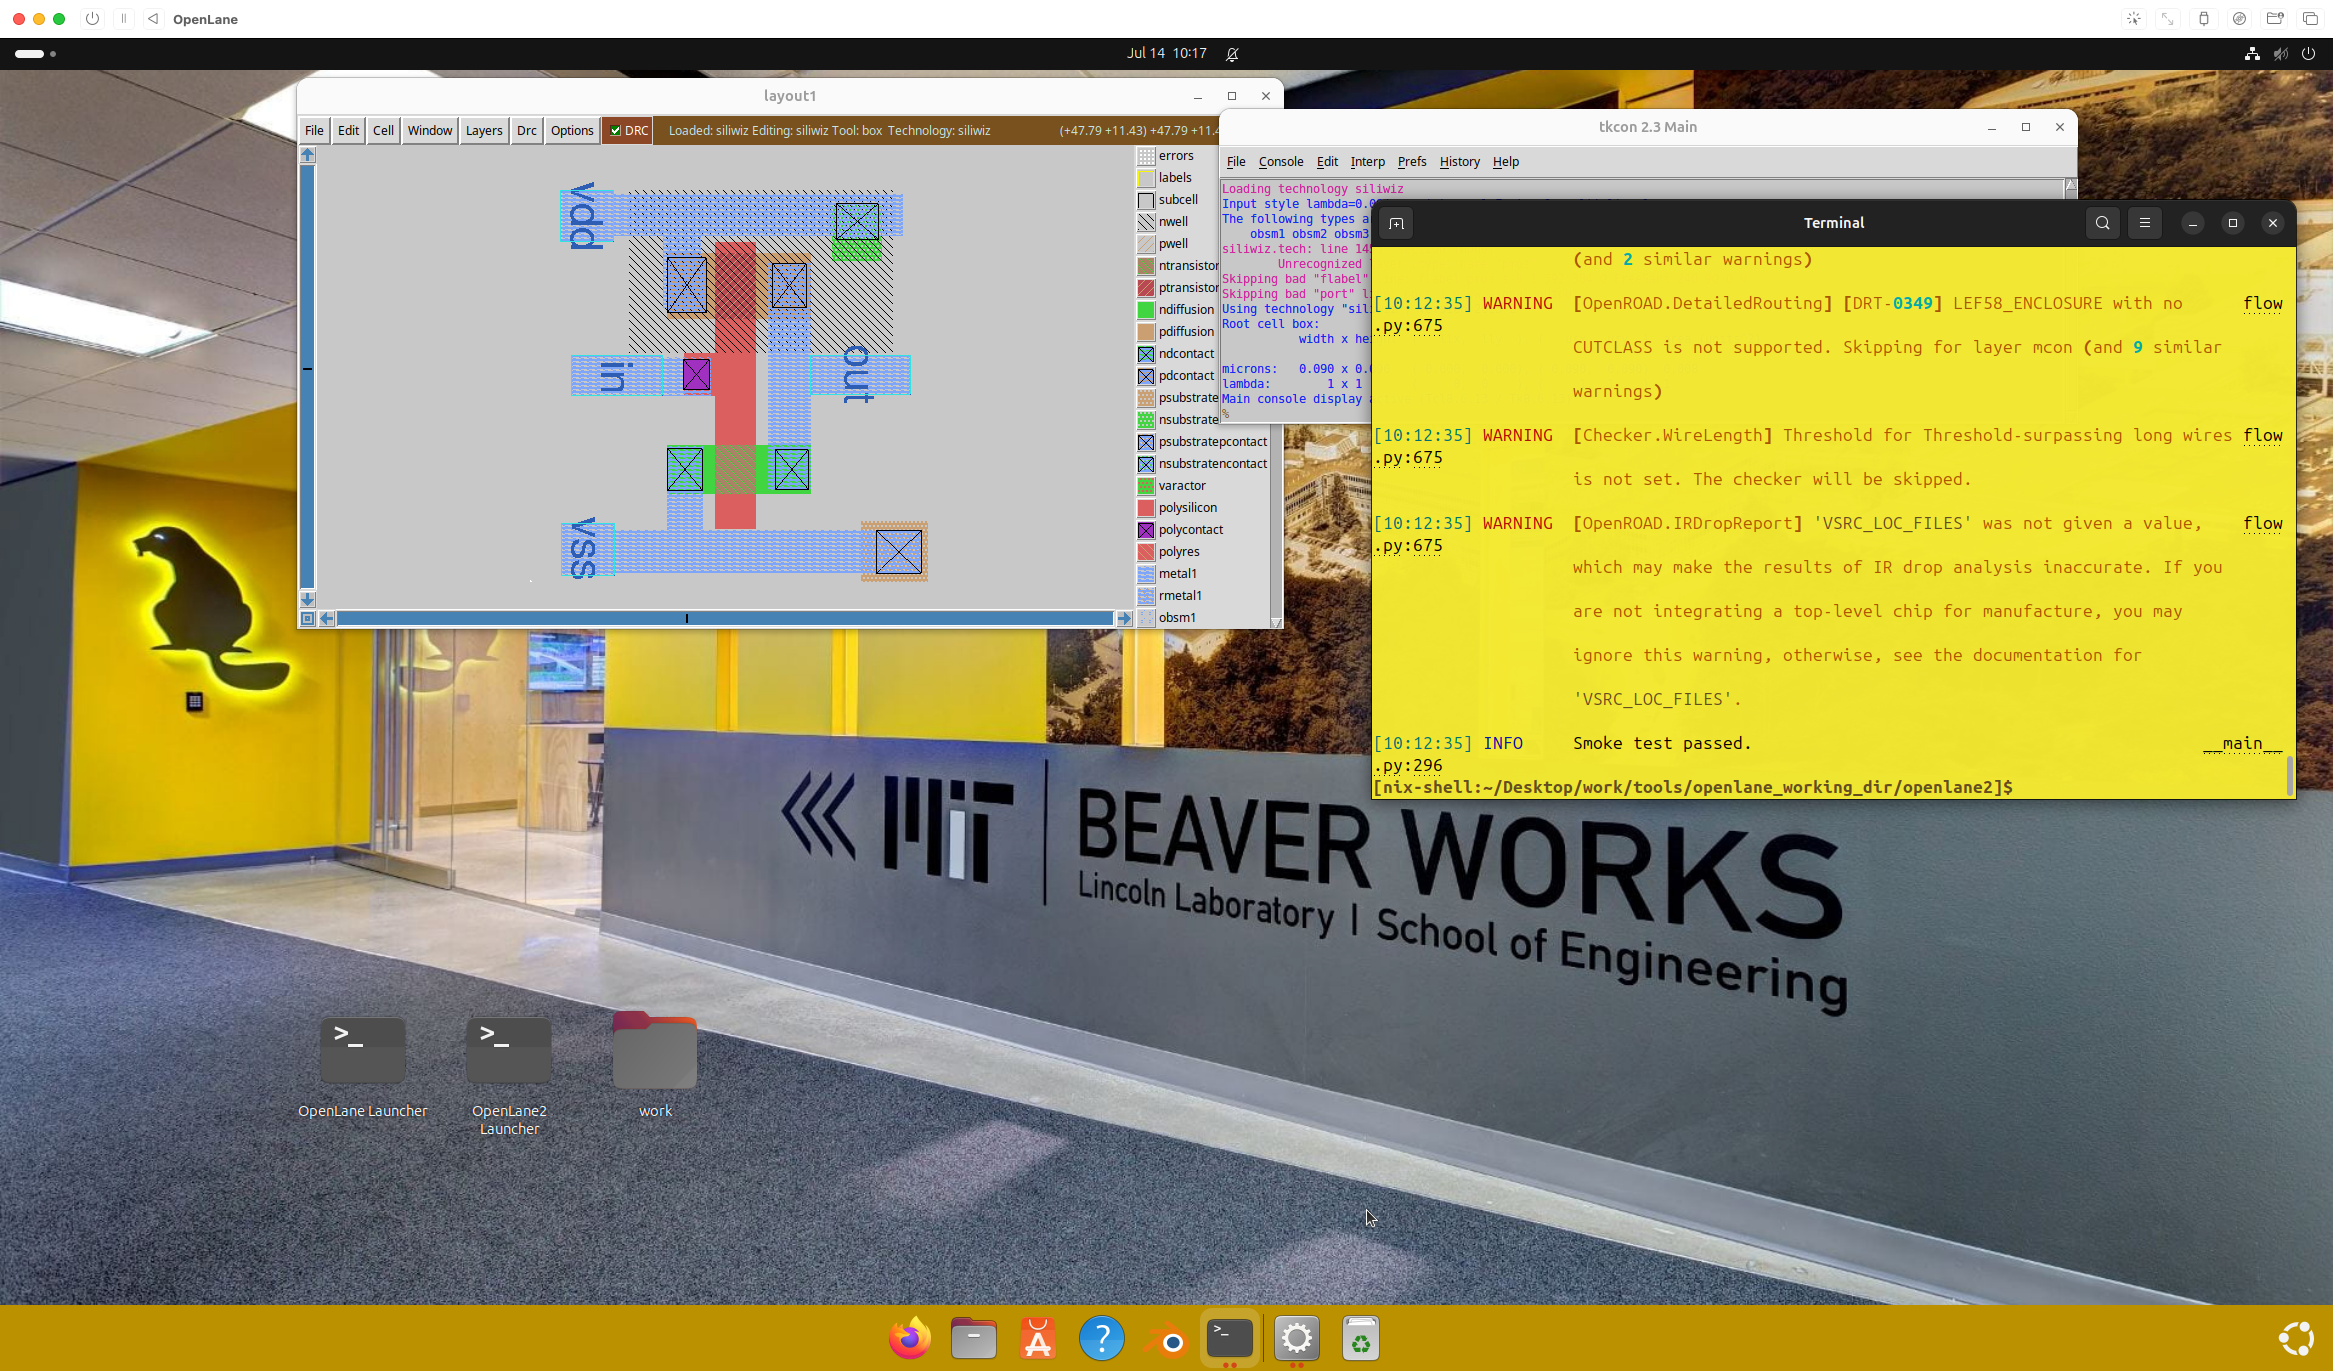 OpenLane
Jul 14 10:17
layout1
File Edit Cell Window Layers Drc Options DRC Loaded: siliwiz Editing: siliwiz Tool: box Technology: siliwiz (+47.79 +11.43) +47.79 +11.4
errors
labels
subcell
nwell
pwell
ntransistor
ptransistor
ndiffusion
pdiffusion
ndcontact
pdcontact
psubstrate
nsubstrate
psubstratepcontact
nsubstratencontact
varactor
polysilicon
polycontact
polyres
metal1
rmetal1
obsm1
vdd
in
out
vss
tkcon 2.3 Main
File Console Edit Interp Prefs History Help
Loading technology siliwiz
Input style lambda=0.0
The following types a
obsm1 obsm2 obsm3
siliwiz.tech: line 14
Unrecognized
Skipping bad "flabel"
Skipping bad "port" l
Using technology "sil
Root cell box:
width x he
microns: 0.090 x 0.0
lambda: 1 x 1
Main console display a
%
Terminal
(and 2 similar warnings)
[10:12:35] WARNING [OpenROAD.DetailedRouting] [DRT-0349] LEF58_ENCLOSURE with no flow
.py:675
CUTCLASS is not supported. Skipping for layer mcon (and 9 similar
warnings)
[10:12:35] WARNING [Checker.WireLength] Threshold for Threshold-surpassing long wires flow
.py:675
is not set. The checker will be skipped.
[10:12:35] WARNING [OpenROAD.IRDropReport] 'VSRC_LOC_FILES' was not given a value, flow
.py:675
which may make the results of IR drop analysis inaccurate. If you
are not integrating a top-level chip for manufacture, you may
ignore this warning, otherwise, see the documentation for
'VSRC_LOC_FILES'.
[10:12:35] INFO Smoke test passed. __main__
.py:296
[nix-shell:~/Desktop/work/tools/openlane_working_dir/openlane2]$
MIT BEAVER WORKS
Lincoln Laboratory | School of Engineering
OpenLane Launcher
OpenLane2
Launcher
work